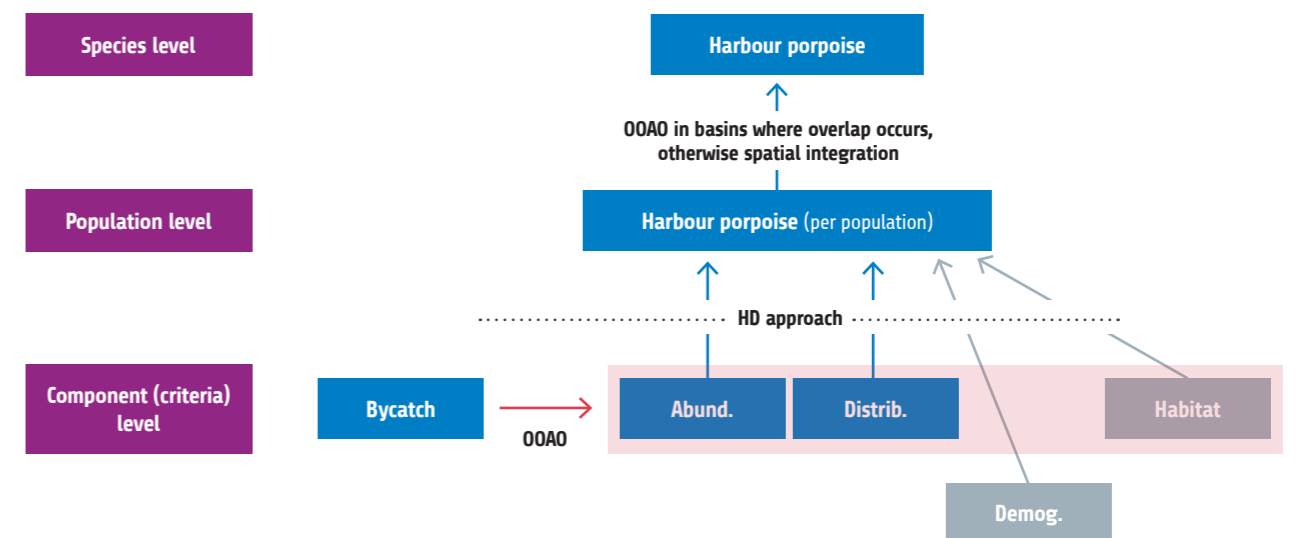 Species level
Harbour porpoise
OOAO in basins where overlap occurs,
otherwise spatial integration
Population level
Harbour porpoise (per population)
HD approach
Component (criteria)
level
Bycatch
OOAO
Abund.
Distrib.
Habitat
Demog.